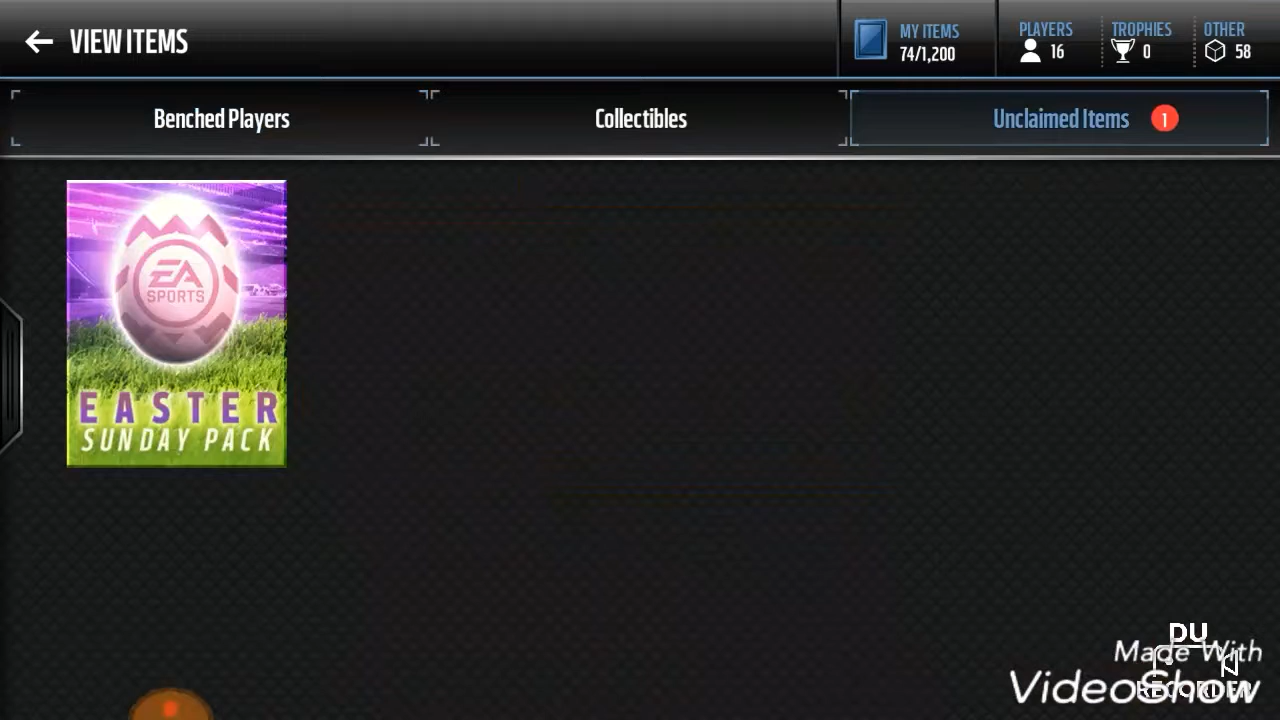 VIEW ITEMS
MY ITEMS
74/1,200
PLAYERS
16
TROPHIES
0
OTHER
58
Benched Players
Collectibles
Unclaimed Items 1
EA
SPORTS
EASTER
SUNDAY PACK
DU
Made With
RECORDER
VideoShow